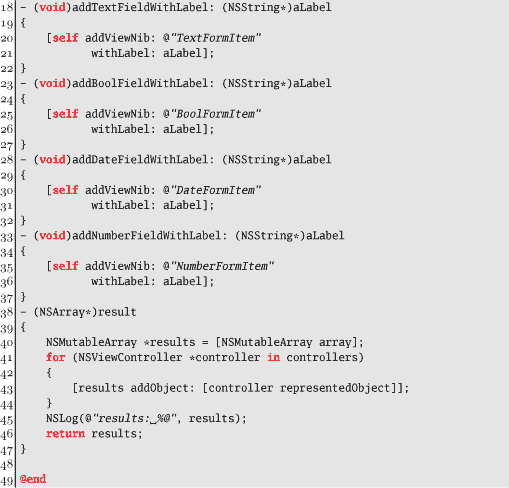 18 - (void)addTextFieldWithLabel: (NSString*)aLabel
19 {
20     [self addViewNib: @"TextFormItem"
21            withLabel: aLabel];
22 }
23 - (void)addBoolFieldWithLabel: (NSString*)aLabel
24 {
25     [self addViewNib: @"BoolFormItem"
26            withLabel: aLabel];
27 }
28 - (void)addDateFieldWithLabel: (NSString*)aLabel
29 {
30     [self addViewNib: @"DateFormItem"
31            withLabel: aLabel];
32 }
33 - (void)addNumberFieldWithLabel: (NSString*)aLabel
34 {
35     [self addViewNib: @"NumberFormItem"
36            withLabel: aLabel];
37 }
38 - (NSArray*)result
39 {
40     NSMutableArray *results = [NSMutableArray array];
41     for (NSViewController *controller in controllers)
42     {
43         [results addObject: [controller representedObject]];
44     }
45     NSLog(@"results:␣%@", results);
46     return results;
47 }
48
49 @end